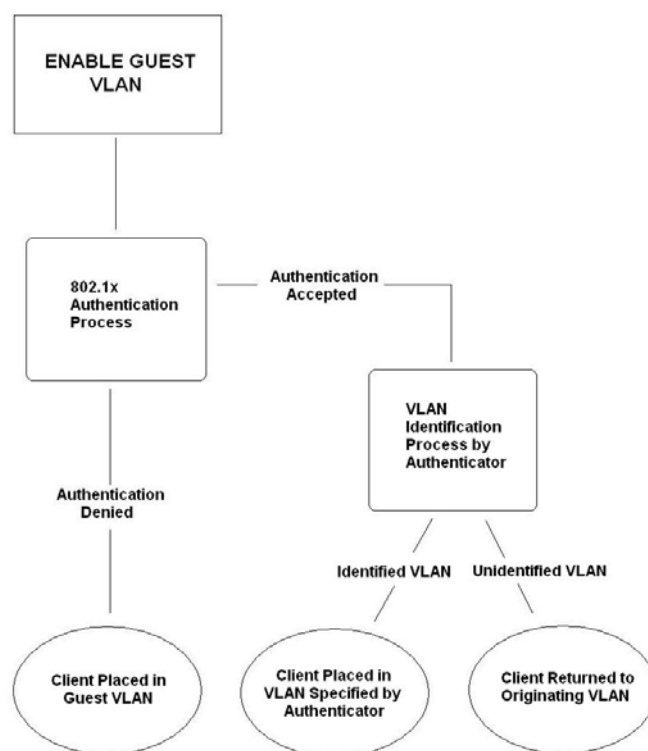 ENABLE GUEST
VLAN
802.1x
Authentication
Process
Authentication
Accepted
VLAN
Identification
Process by
Authenticator
Authentication
Denied
Identified VLAN
Unidentified VLAN
Client Placed in
Guest VLAN
Client Placed in
VLAN Specified by
Authenticator
Client Returned to
Originating VLAN